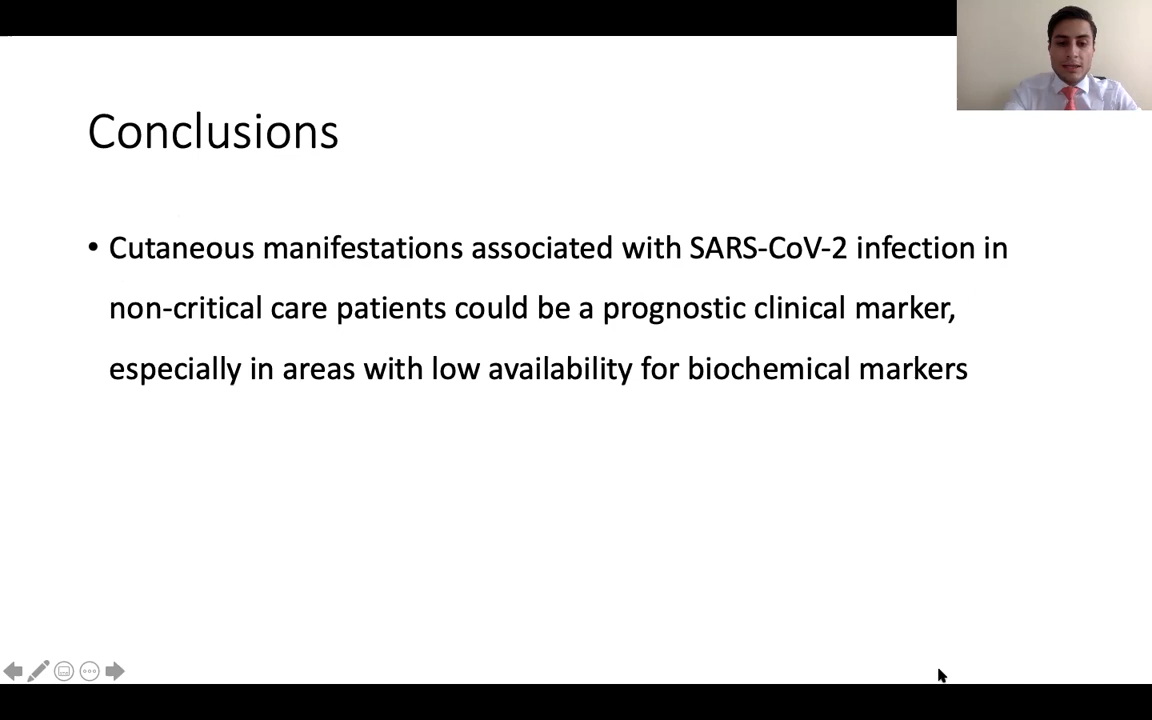 Conclusions
• Cutaneous manifestations associated with SARS-CoV-2 infection in
non-critical care patients could be a prognostic clinical marker,
especially in areas with low availability for biochemical markers